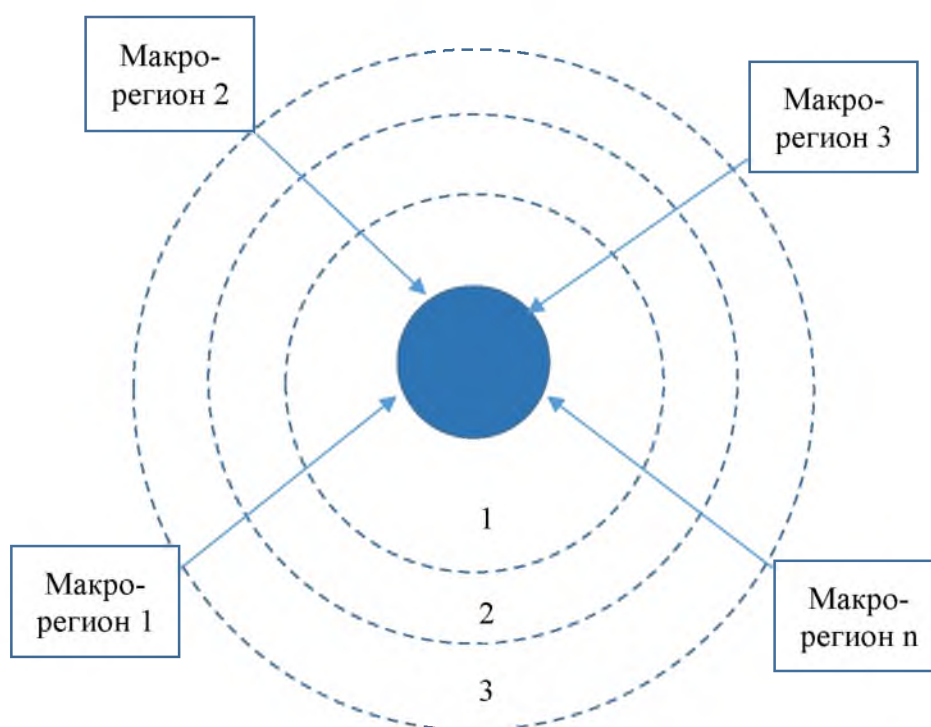 Макро-
регион 2
Макро-
регион 3
1
Макро-
регион 1
Макро-
регион n
2
3